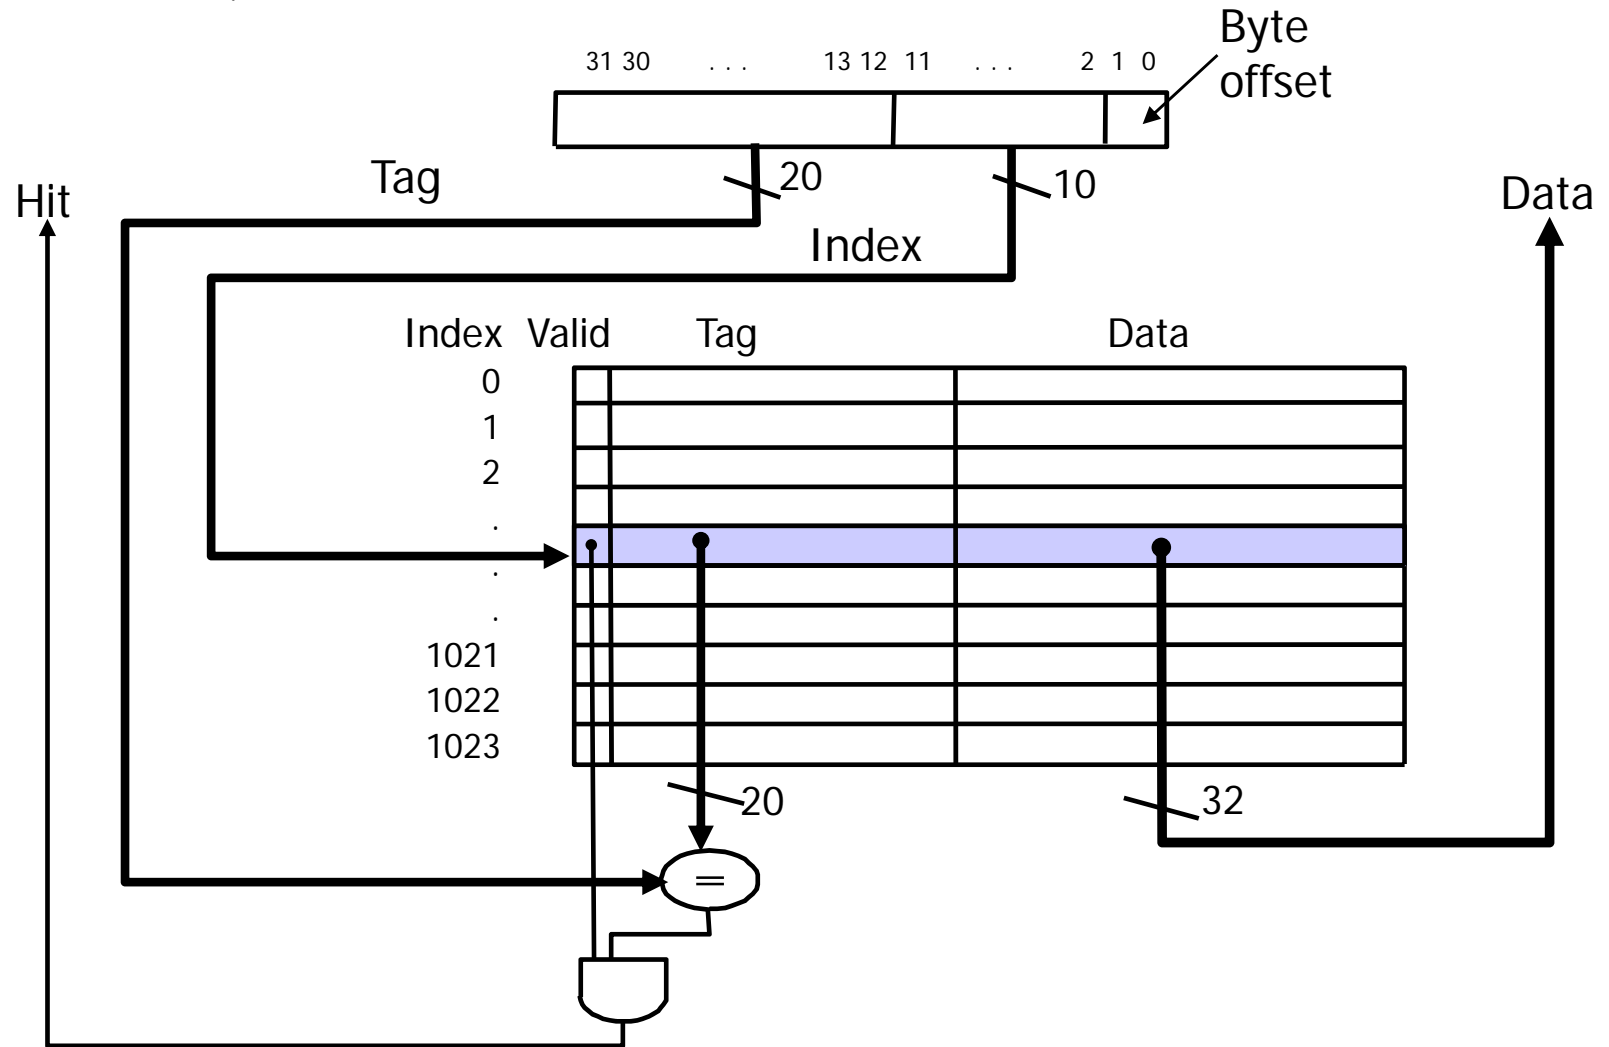 Byte
offset
31 30 . . . 13 12 11 . . . 2 1 0
Tag
20
10
Hit
Data
Index
Index Valid Tag Data
0
1
2
.
.
.
1021
1022
1023
20
32
=